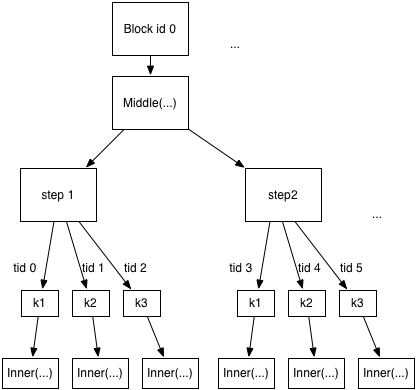 Block id 0
...
Middle(...)
step 1
step2
...
tid 0 tid 1 tid 2 tid 3 tid 4 tid 5
k1 k2 k3 k1 k2 k3
Inner(...) Inner(...) Inner(...) Inner(...) Inner(...) Inner(...)